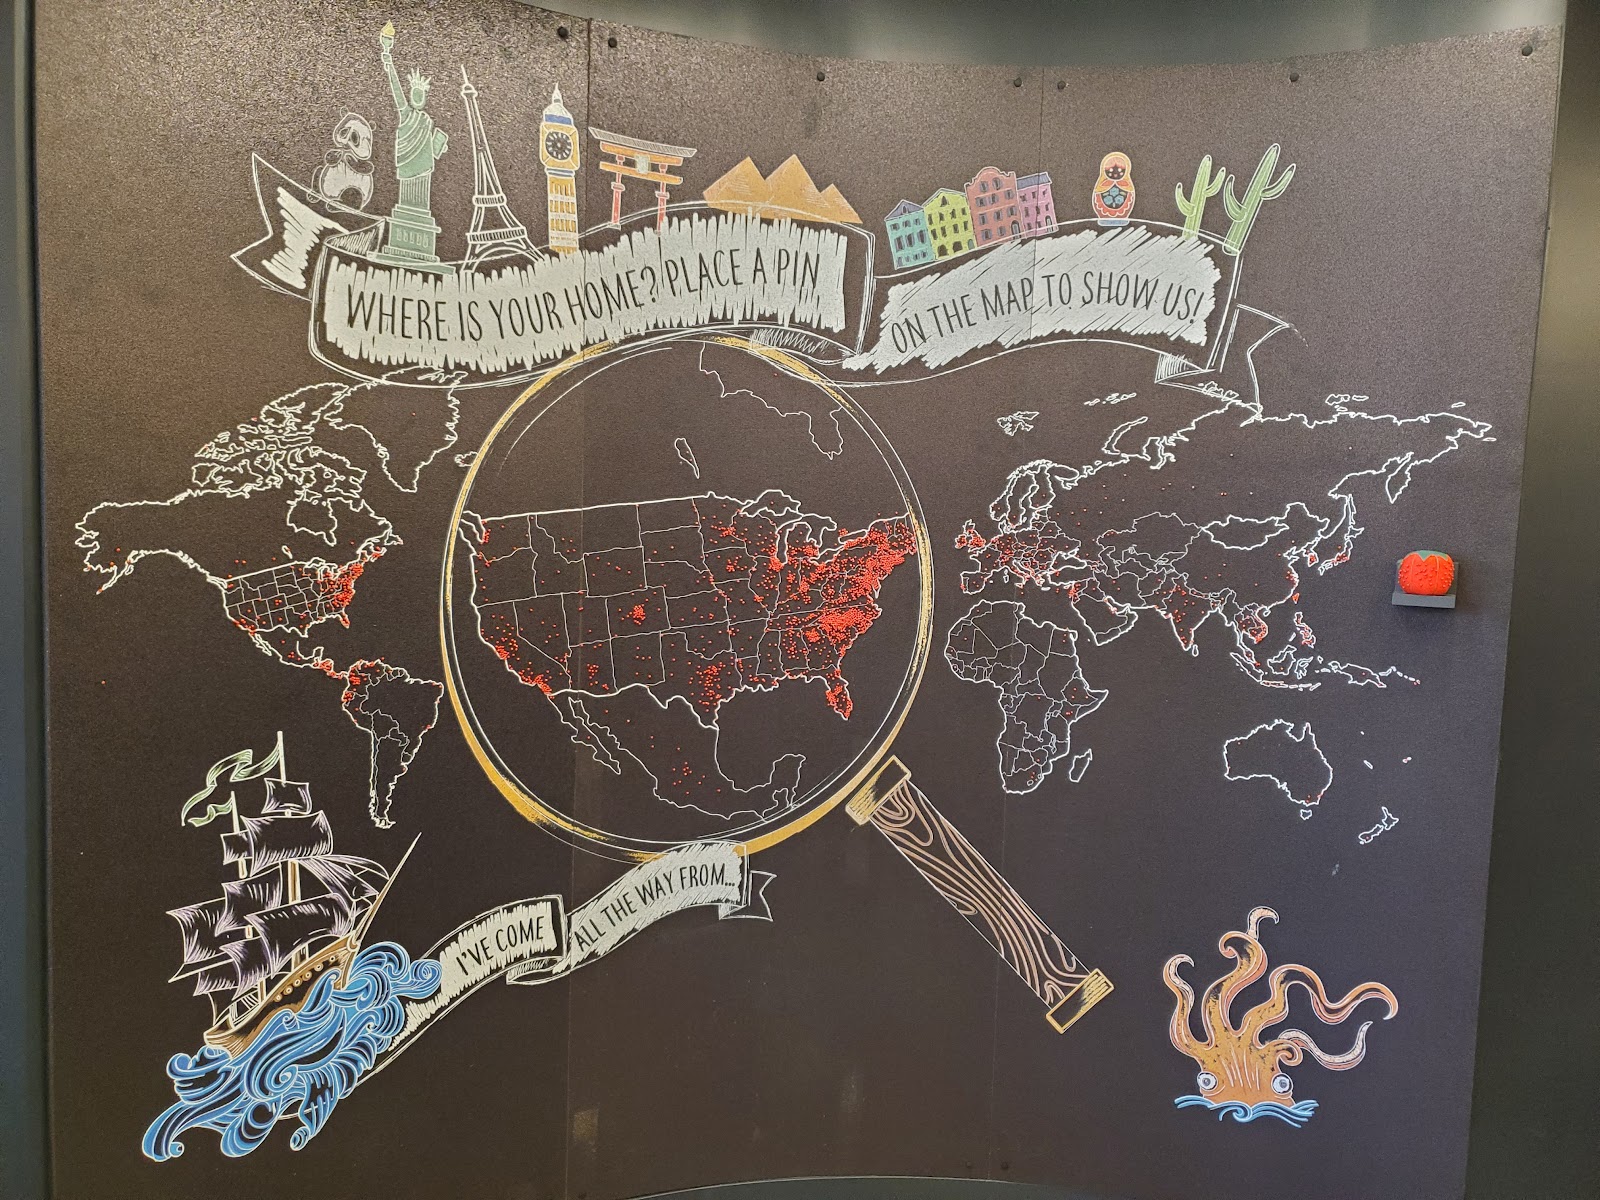 WHERE IS YOUR HOME? PLACE A PIN
ON THE MAP TO SHOW US!
I'VE COME
ALL THE WAY FROM...